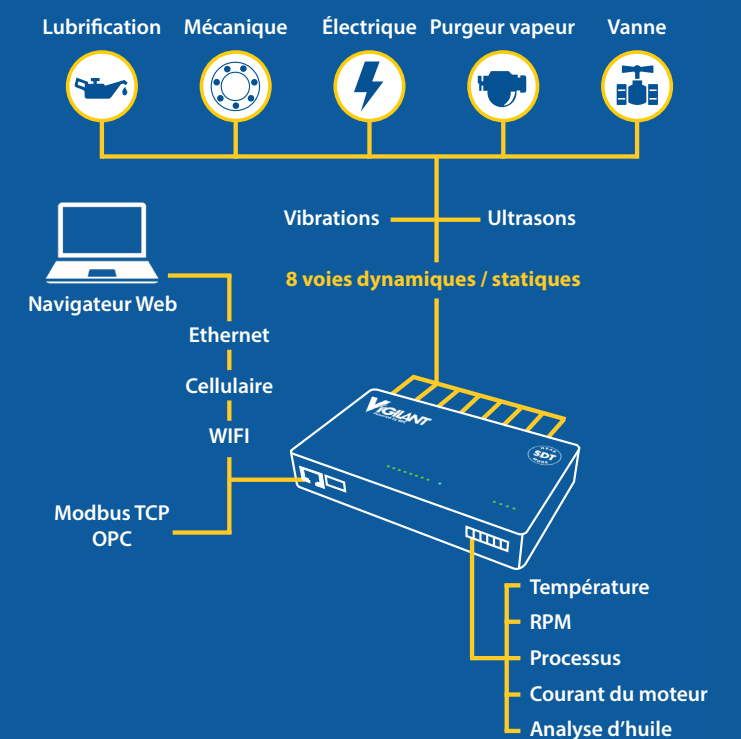 Lubrification Mécanique Électrique Purgeur vapeur Vanne
Vibrations Ultrasons
8 voies dynamiques / statiques
Navigateur Web
Ethernet
Cellulaire
WIFI
Modbus TCP
OPC
VIGILANT
SDT
Température
RPM
Processus
Courant du moteur
Analyse d'huile